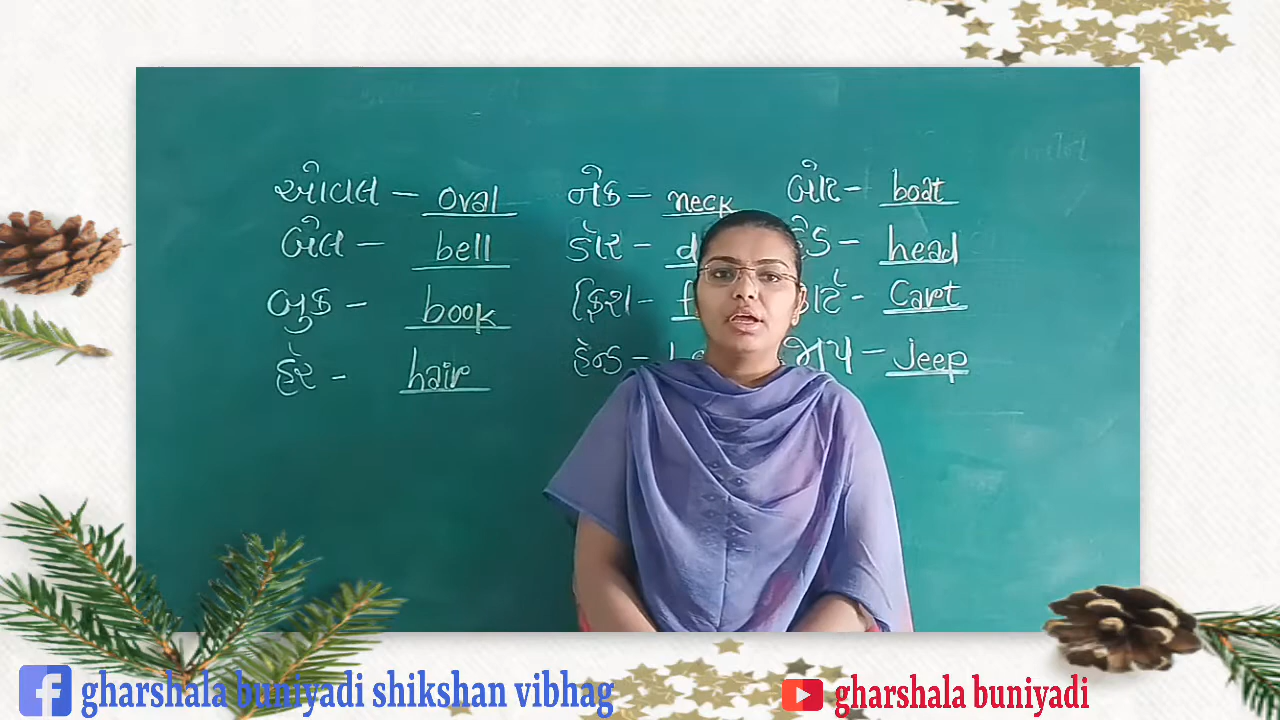 ઓવલ - oval
બેલ - bell
બુક - book
હેર - hair
નેક - neck
ડોર -
ફિશ -
હેન્ડ -
બોટ - boat
હેડ - head
કાર્ટ - Cart
જીપ - Jeep
gharshala buniyadi shikshan vibhag
gharshala buniyadi